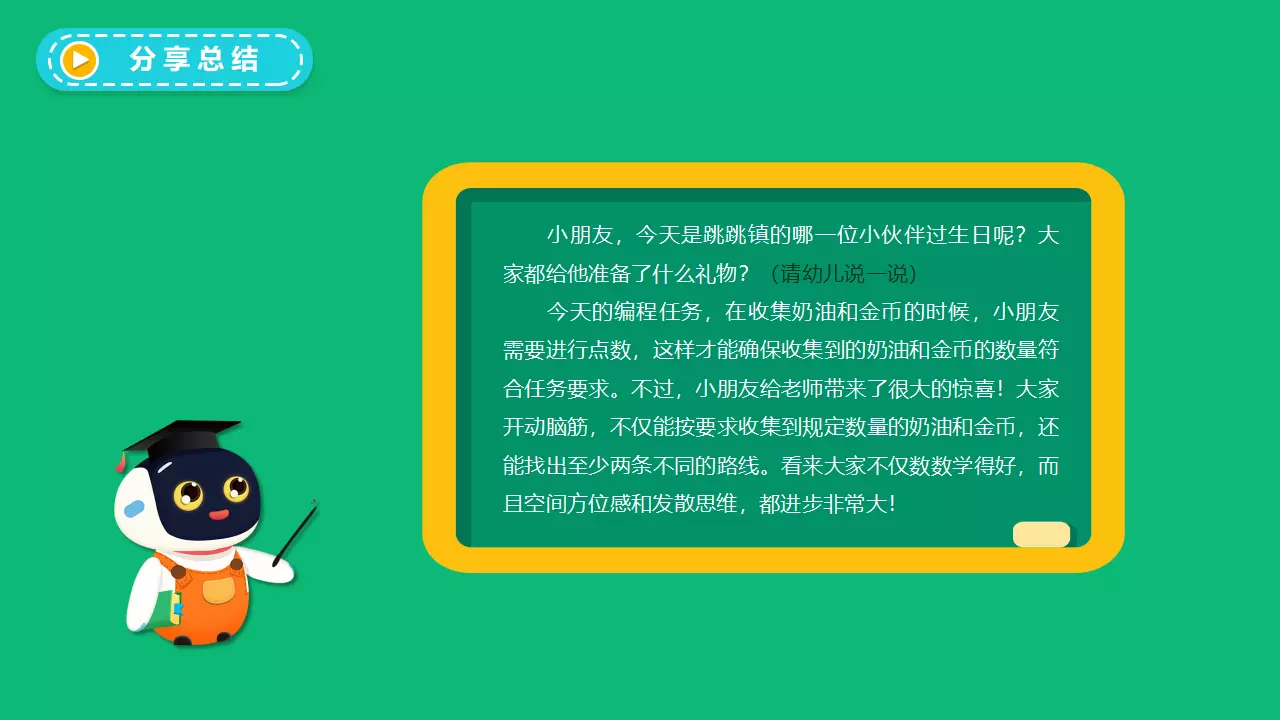 分享总结
小朋友，今天是跳跳镇的哪一位小伙伴过生日呢？大
家都给他准备了什么礼物？（请幼儿说一说）
今天的编程任务，在收集奶油和金币的时候，小朋友
需要进行点数，这样才能确保收集到的奶油和金币的数量符
合任务要求。不过，小朋友给老师带来了很大的惊喜！大家
开动脑筋，不仅能按要求收集到规定数量的奶油和金币，还
能找出至少两条不同的路线。看来大家不仅数数学得好，而
且空间方位感和发散思维，都进步非常大！